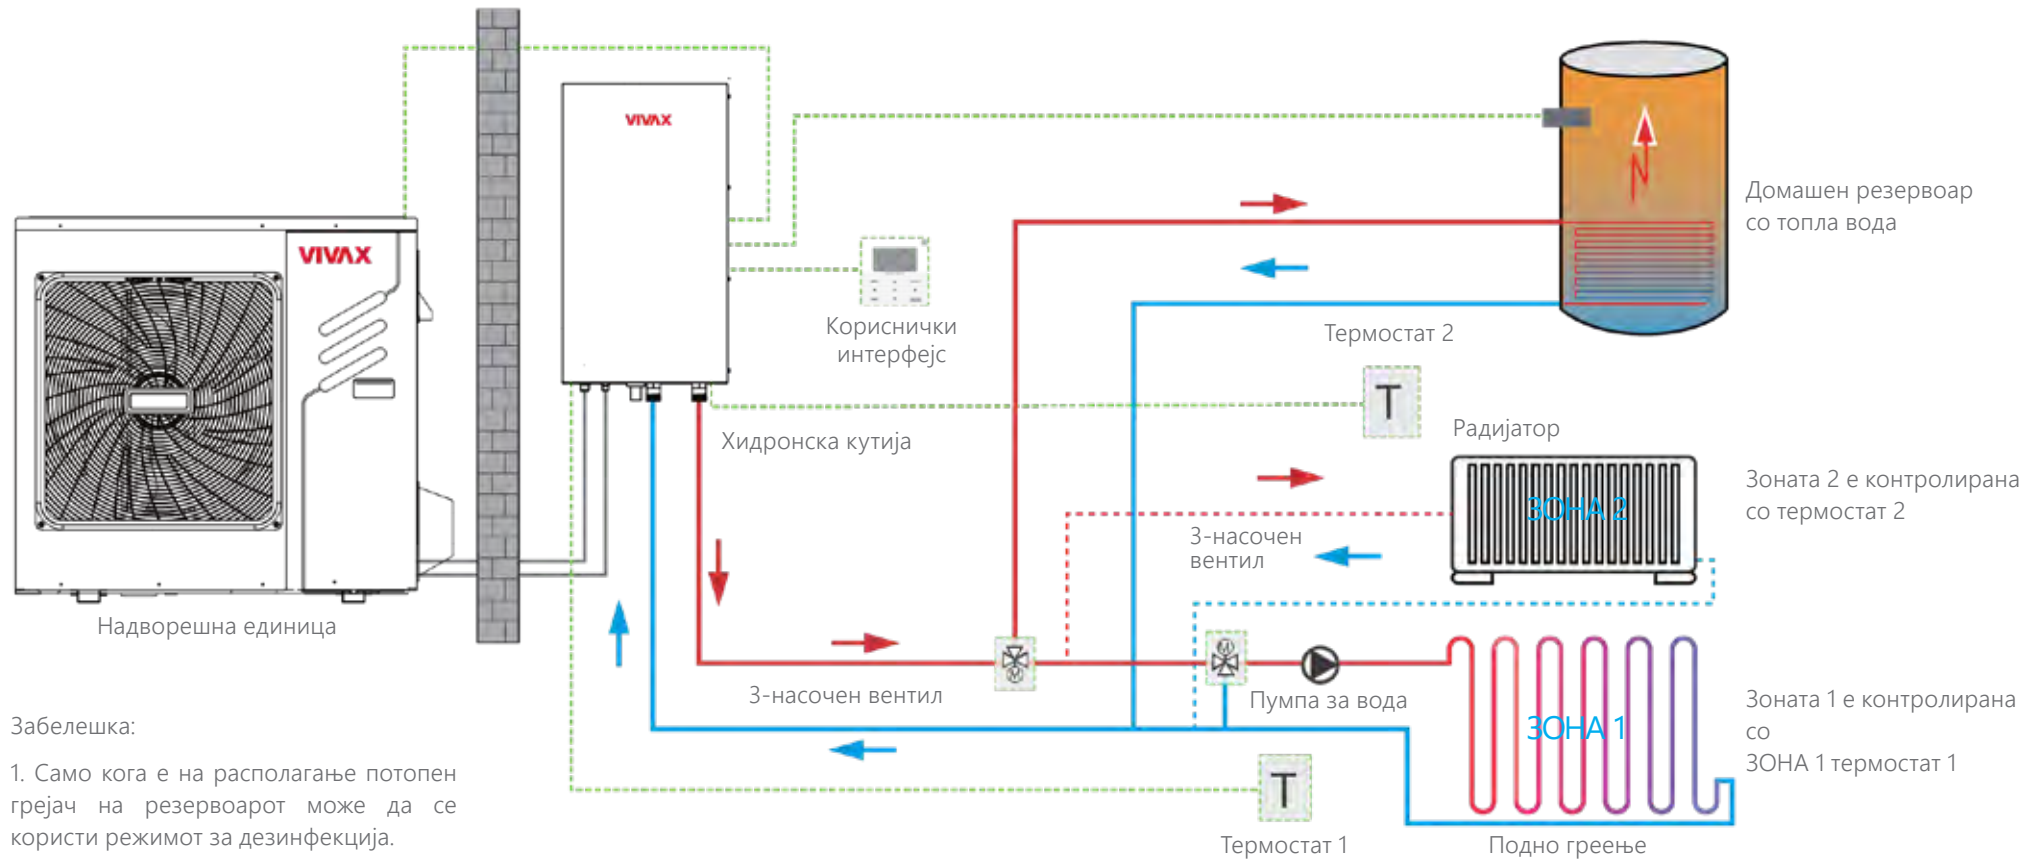 VIVAX
VIVAX
Домашен резервоар
со топла вода
Кориснички
интерфејс
Термостат 2
T
Хидронска кутија
Радијатор
ЗОНА 2
Зоната 2 е контролирана
со термостат 2
3-насочен
вентил
Надворешна единица
M
M
3-насочен вентил
Пумпа за вода
ЗОНА 1
Зоната 1 е контролирана
со
ЗОНА 1 термостат 1
T
Термостат 1
Подно греење
Забелешка:
1. Само кога е на располагање потопен
грејач на резервоарот може да се
користи режимот за дезинфекција.